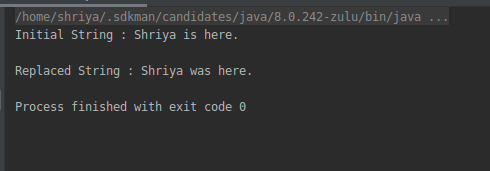 /home/shriya/.sdkman/candidates/java/8.0.242-zulu/bin/java ...
Initial String : Shriya is here.
Replaced String : Shriya was here.
Process finished with exit code 0